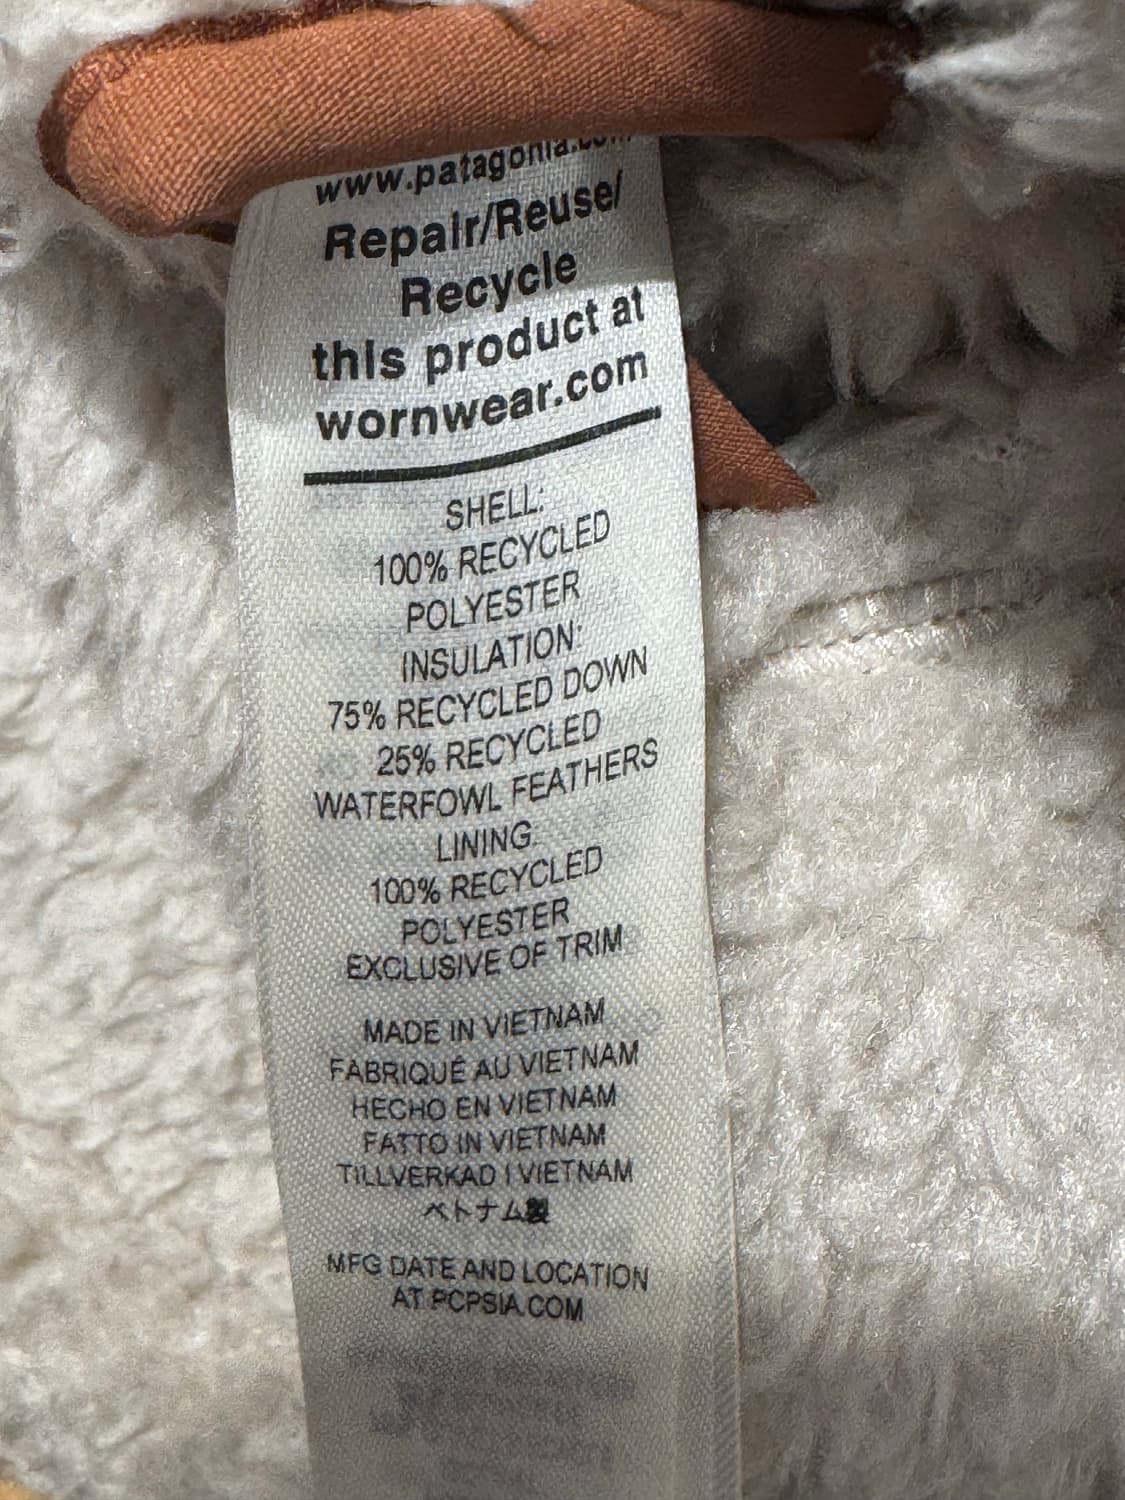 www.patagonia.com
Repair/Reuse/
Recycle
this product at
wornwear.com
SHELL:
100% RECYCLED
POLYESTER
INSULATION:
75% RECYCLED DOWN
25% RECYCLED
WATERFOWL FEATHERS
LINING:
100% RECYCLED
POLYESTER
EXCLUSIVE OF TRIM
MADE IN VIETNAM
FABRIQUÉ AU VIETNAM
HECHO EN VIETNAM
FATTO IN VIETNAM
TILLVERKAD I VIETNAM
ベトナム製
MFG DATE AND LOCATION
AT PCPSIA.COM